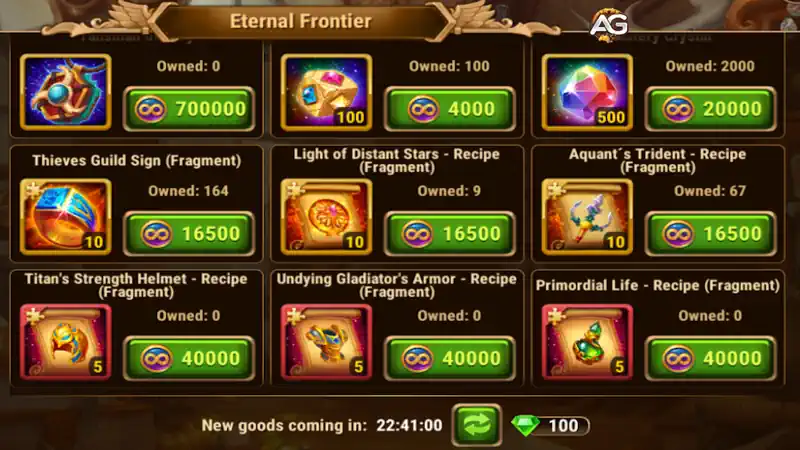 Eternal Frontier
AG
Owned: 0
100
700000
Owned: 100
4000
Owned: 2000
500
20000
Thieves Guild Sign (Fragment)
Owned: 164
10
16500
Light of Distant Stars - Recipe
(Fragment)
Owned: 9
10
16500
Aquant´s Trident - Recipe
(Fragment)
Owned: 67
10
16500
Titan's Strength Helmet - Recipe
(Fragment)
Owned: 0
5
40000
Undying Gladiator's Armor - Recipe
(Fragment)
Owned: 0
5
40000
Primordial Life - Recipe (Fragment)
Owned: 0
5
40000
New goods coming in: 22:41:00
100